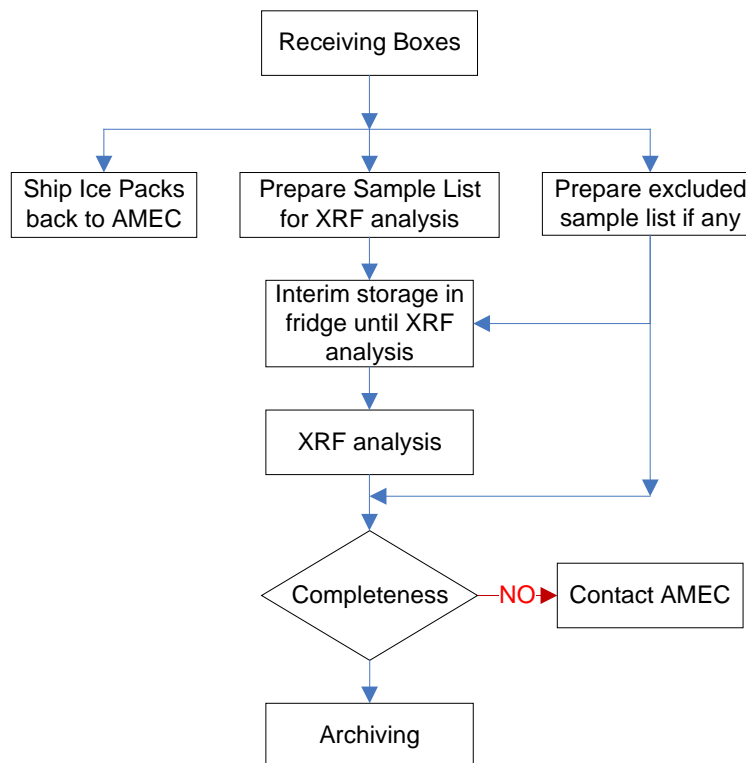 Receiving Boxes
Ship Ice Packs
back to AMEC
Prepare Sample List
for XRF analysis
Prepare excluded
sample list if any
Interim storage in
fridge until XRF
analysis
XRF analysis
Completeness
NO
Contact AMEC
Archiving